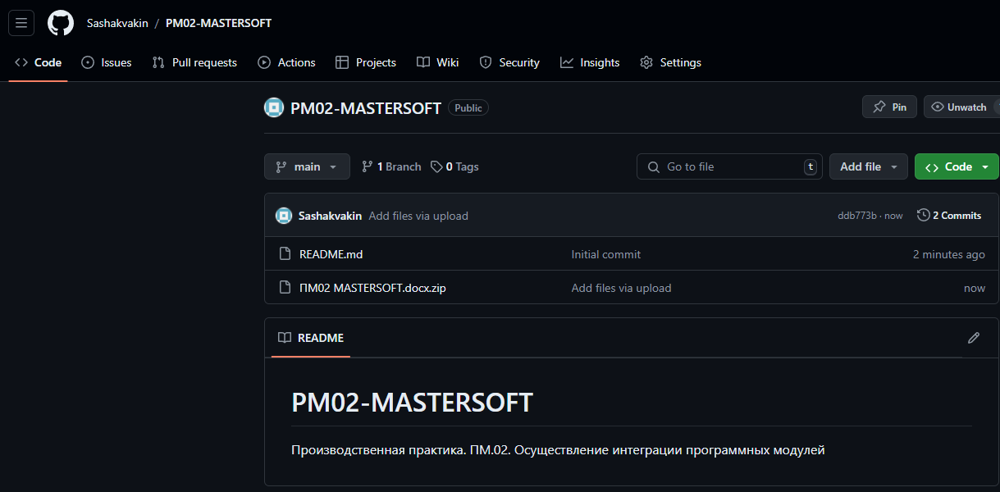 Sashakvakin / PM02-MASTERSOFT
Code Issues Pull requests Actions Projects Wiki Security Insights Settings
PM02-MASTERSOFT Public Pin Unwatch
main 1 Branch 0 Tags Go to file t Add file Code
Sashakvakin Add files via upload ddb773b · now 2 Commits
README.md Initial commit 2 minutes ago
ПМ02 MASTERSOFT.docx.zip Add files via upload now
README
PM02-MASTERSOFT
Производственная практика. ПМ.02. Осуществление интеграции программных модулей